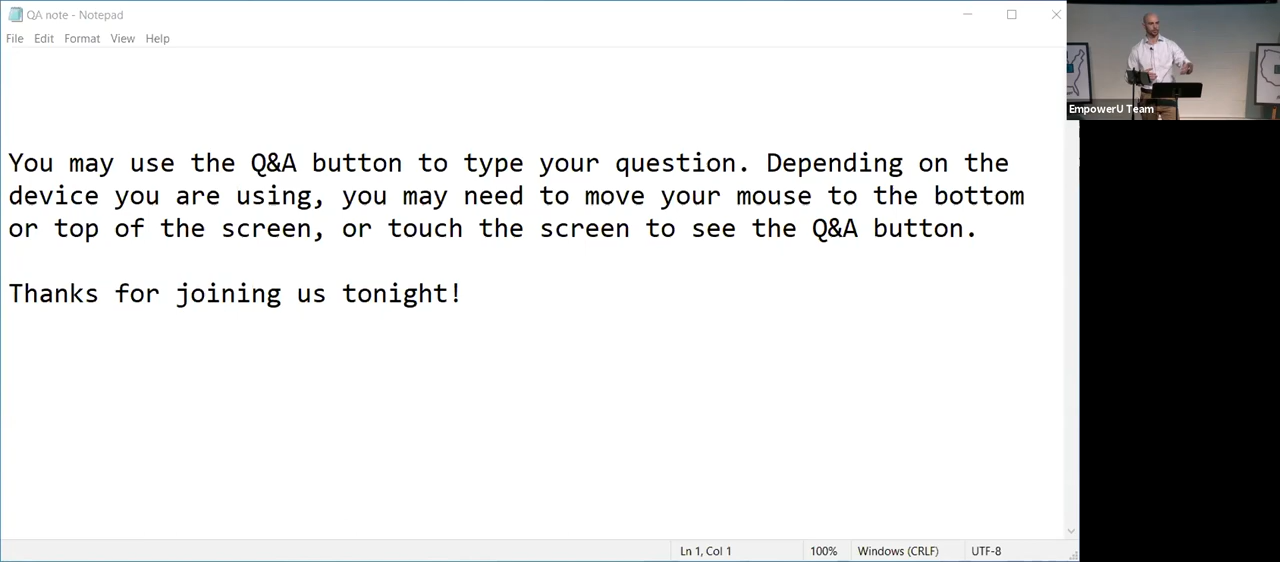 QA note - Notepad
File Edit Format View Help
EmpowerU Team
You may use the Q&A button to type your question. Depending on the
device you are using, you may need to move your mouse to the bottom
or top of the screen, or touch the screen to see the Q&A button.
Thanks for joining us tonight!
Ln 1, Col 1 100% Windows (CRLF) UTF-8